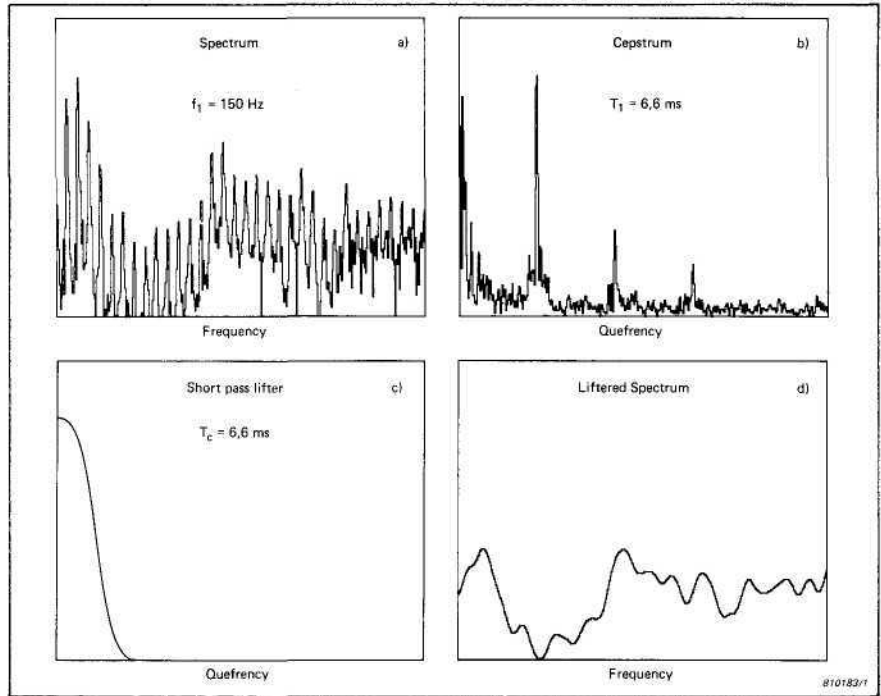 Spectrum
a)
f₁ = 150 Hz
Frequency
Cepstrum
b)
T₁ = 6,6 ms
Quefrency
Short pass lifter
c)
T_c = 6,6 ms
Quefrency
Liftered Spectrum
d)
Frequency
810183/1